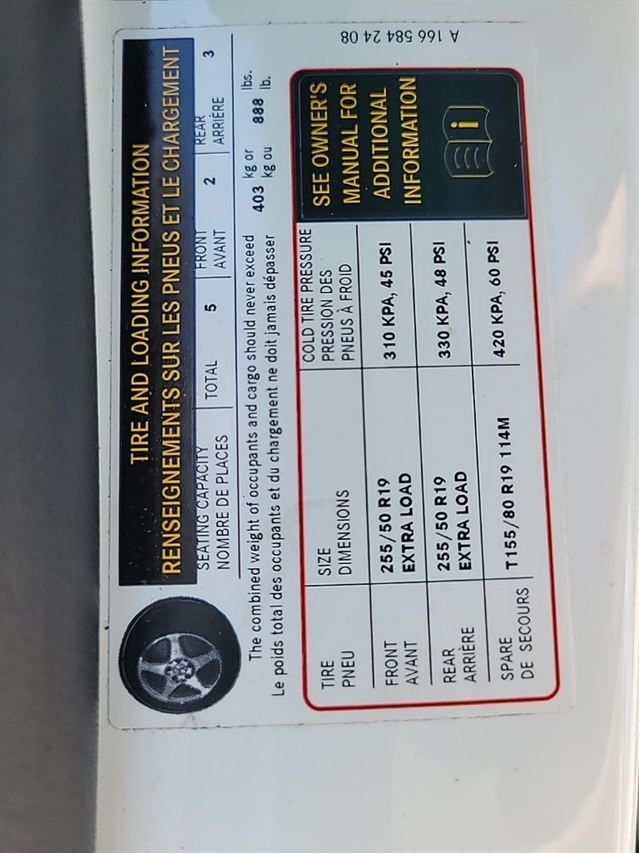 TIRE AND LOADING INFORMATION
RENSEIGNEMENTS SUR LES PNEUS ET LE CHARGEMENT
SEATING CAPACITY
NOMBRE DE PLACES
TOTAL 5
FRONT
AVANT
2
REAR
ARRIÈRE
3
The combined weight of occupants and cargo should never exceed 403 kg or 888 lbs.
Le poids total des occupants et du chargement ne doit jamais dépasser kg ou lb.
TIRE
PNEU
SIZE
DIMENSIONS
COLD TIRE PRESSURE
PRESSION DES
PNEUS À FROID
FRONT
AVANT
255/50 R19
EXTRA LOAD
310 KPA, 45 PSI
REAR
ARRIÈRE
255/50 R19
EXTRA LOAD
330 KPA, 48 PSI
SPARE
DE SECOURS
T155/80 R19 114M
420 KPA, 60 PSI
SEE OWNER'S
MANUAL FOR
ADDITIONAL
INFORMATION
i
A 166 584 24 08